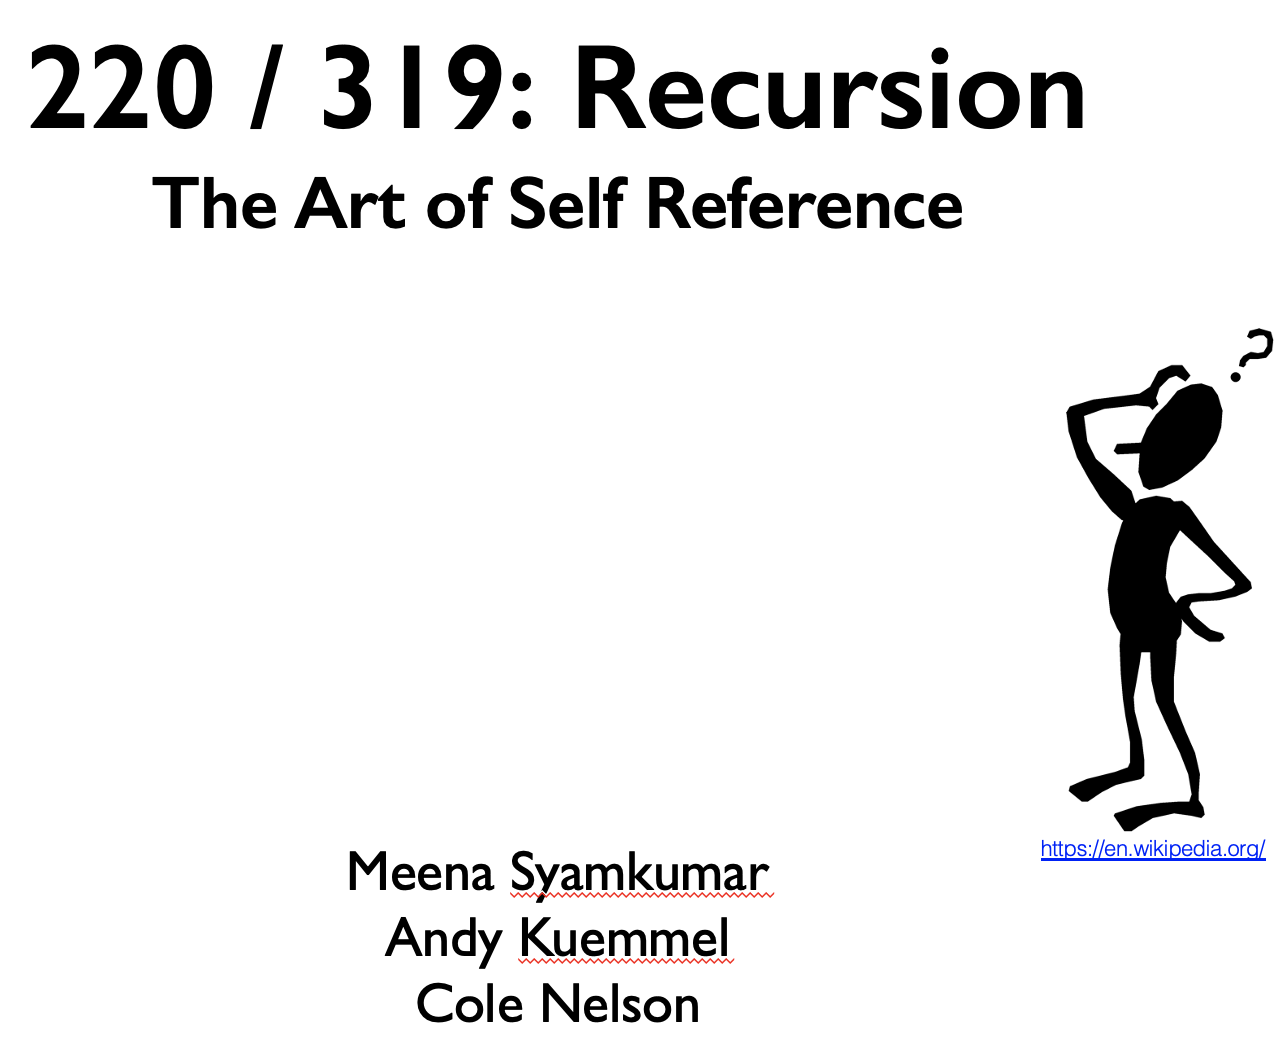 220 / 319: Recursion
The Art of Self Reference
?
https://en.wikipedia.org/
Meena Syamkumar
Andy Kuemmel
Cole Nelson